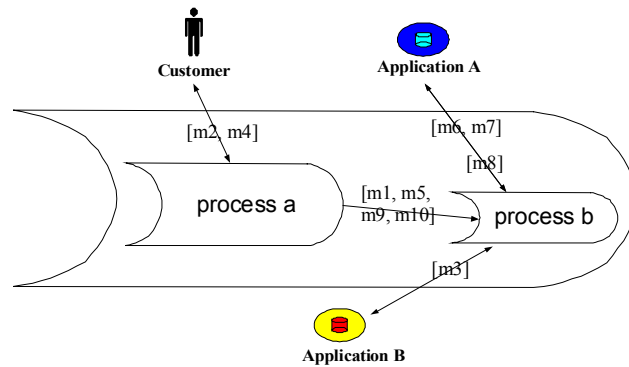 Customer
Application A
[m2, m4]
[m6, m7]
[m8]
process a
[m1, m5,
m9, m10]
process b
[m3]
Application B